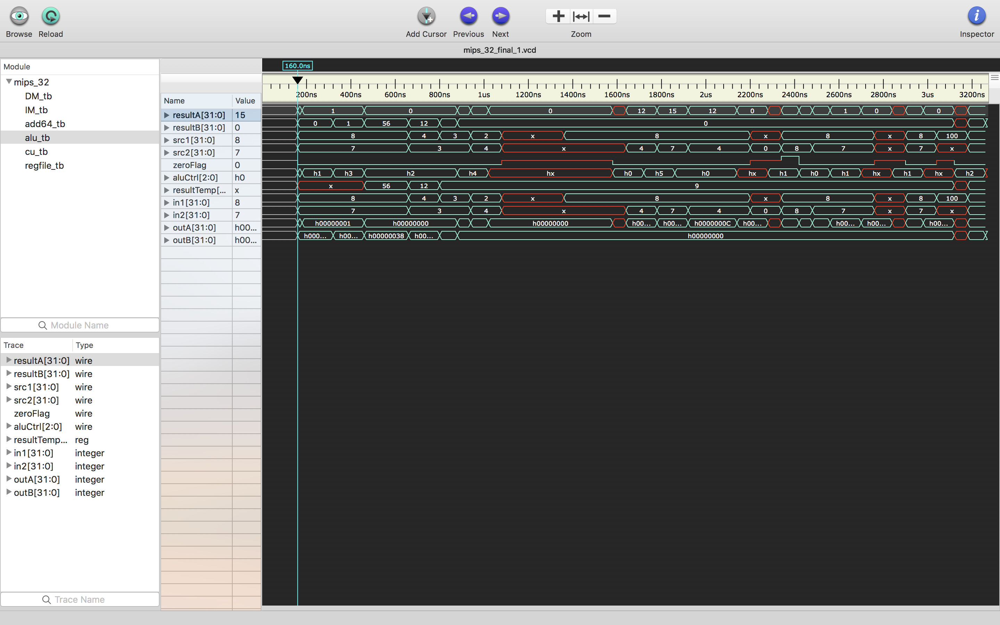 Browse Reload Add Cursor Previous Next Zoom i Inspector
mips_32_final_1.vcd
Module
mips_32
DM_tb
IM_tb
add64_tb
alu_tb
cu_tb
regfile_tb
Module Name
Trace Type
resultA[31:0] wire
resultB[31:0] wire
src1[31:0] wire
src2[31:0] wire
zeroFlag wire
aluCtrl[2:0] wire
resultTemp... reg
in1[31:0] integer
in2[31:0] integer
outA[31:0] integer
outB[31:0] integer
Trace Name
160.0ns
200ns 400ns 600ns 800ns 1us 1200ns 1400ns 1600ns 1800ns 2us 2200ns 2400ns 2600ns 2800ns 3us 3200ns
Name Value
resultA[31:0] 15 1 0 0 12 15 12 0 1 0 0
resultB[31:0] 0 0 1 56 12 0
src1[31:0] 8 8 4 3 2 x 8 x 8 x 8 100
src2[31:0] 7 7 3 4 x 4 7 4 0 8 7 x 7 x
zeroFlag 0
aluCtrl[2:0] h0 h1 h3 h2 h4 hx h0 h5 h0 hx h1 h0 h1 hx h1 hx h2
resultTemp[... x x 56 12 9
in1[31:0] 8 8 4 3 2 x 8 x 8 x 8 100
in2[31:0] 7 7 3 4 x 4 7 4 0 8 7 x 7 x
outA[31:0] h00... h00000001 h00000000 h00000000 h00... h00... h0000000C h00... h00... h00... h00...
outB[31:0] h00... h000... h00... h00000038 h00... h00000000